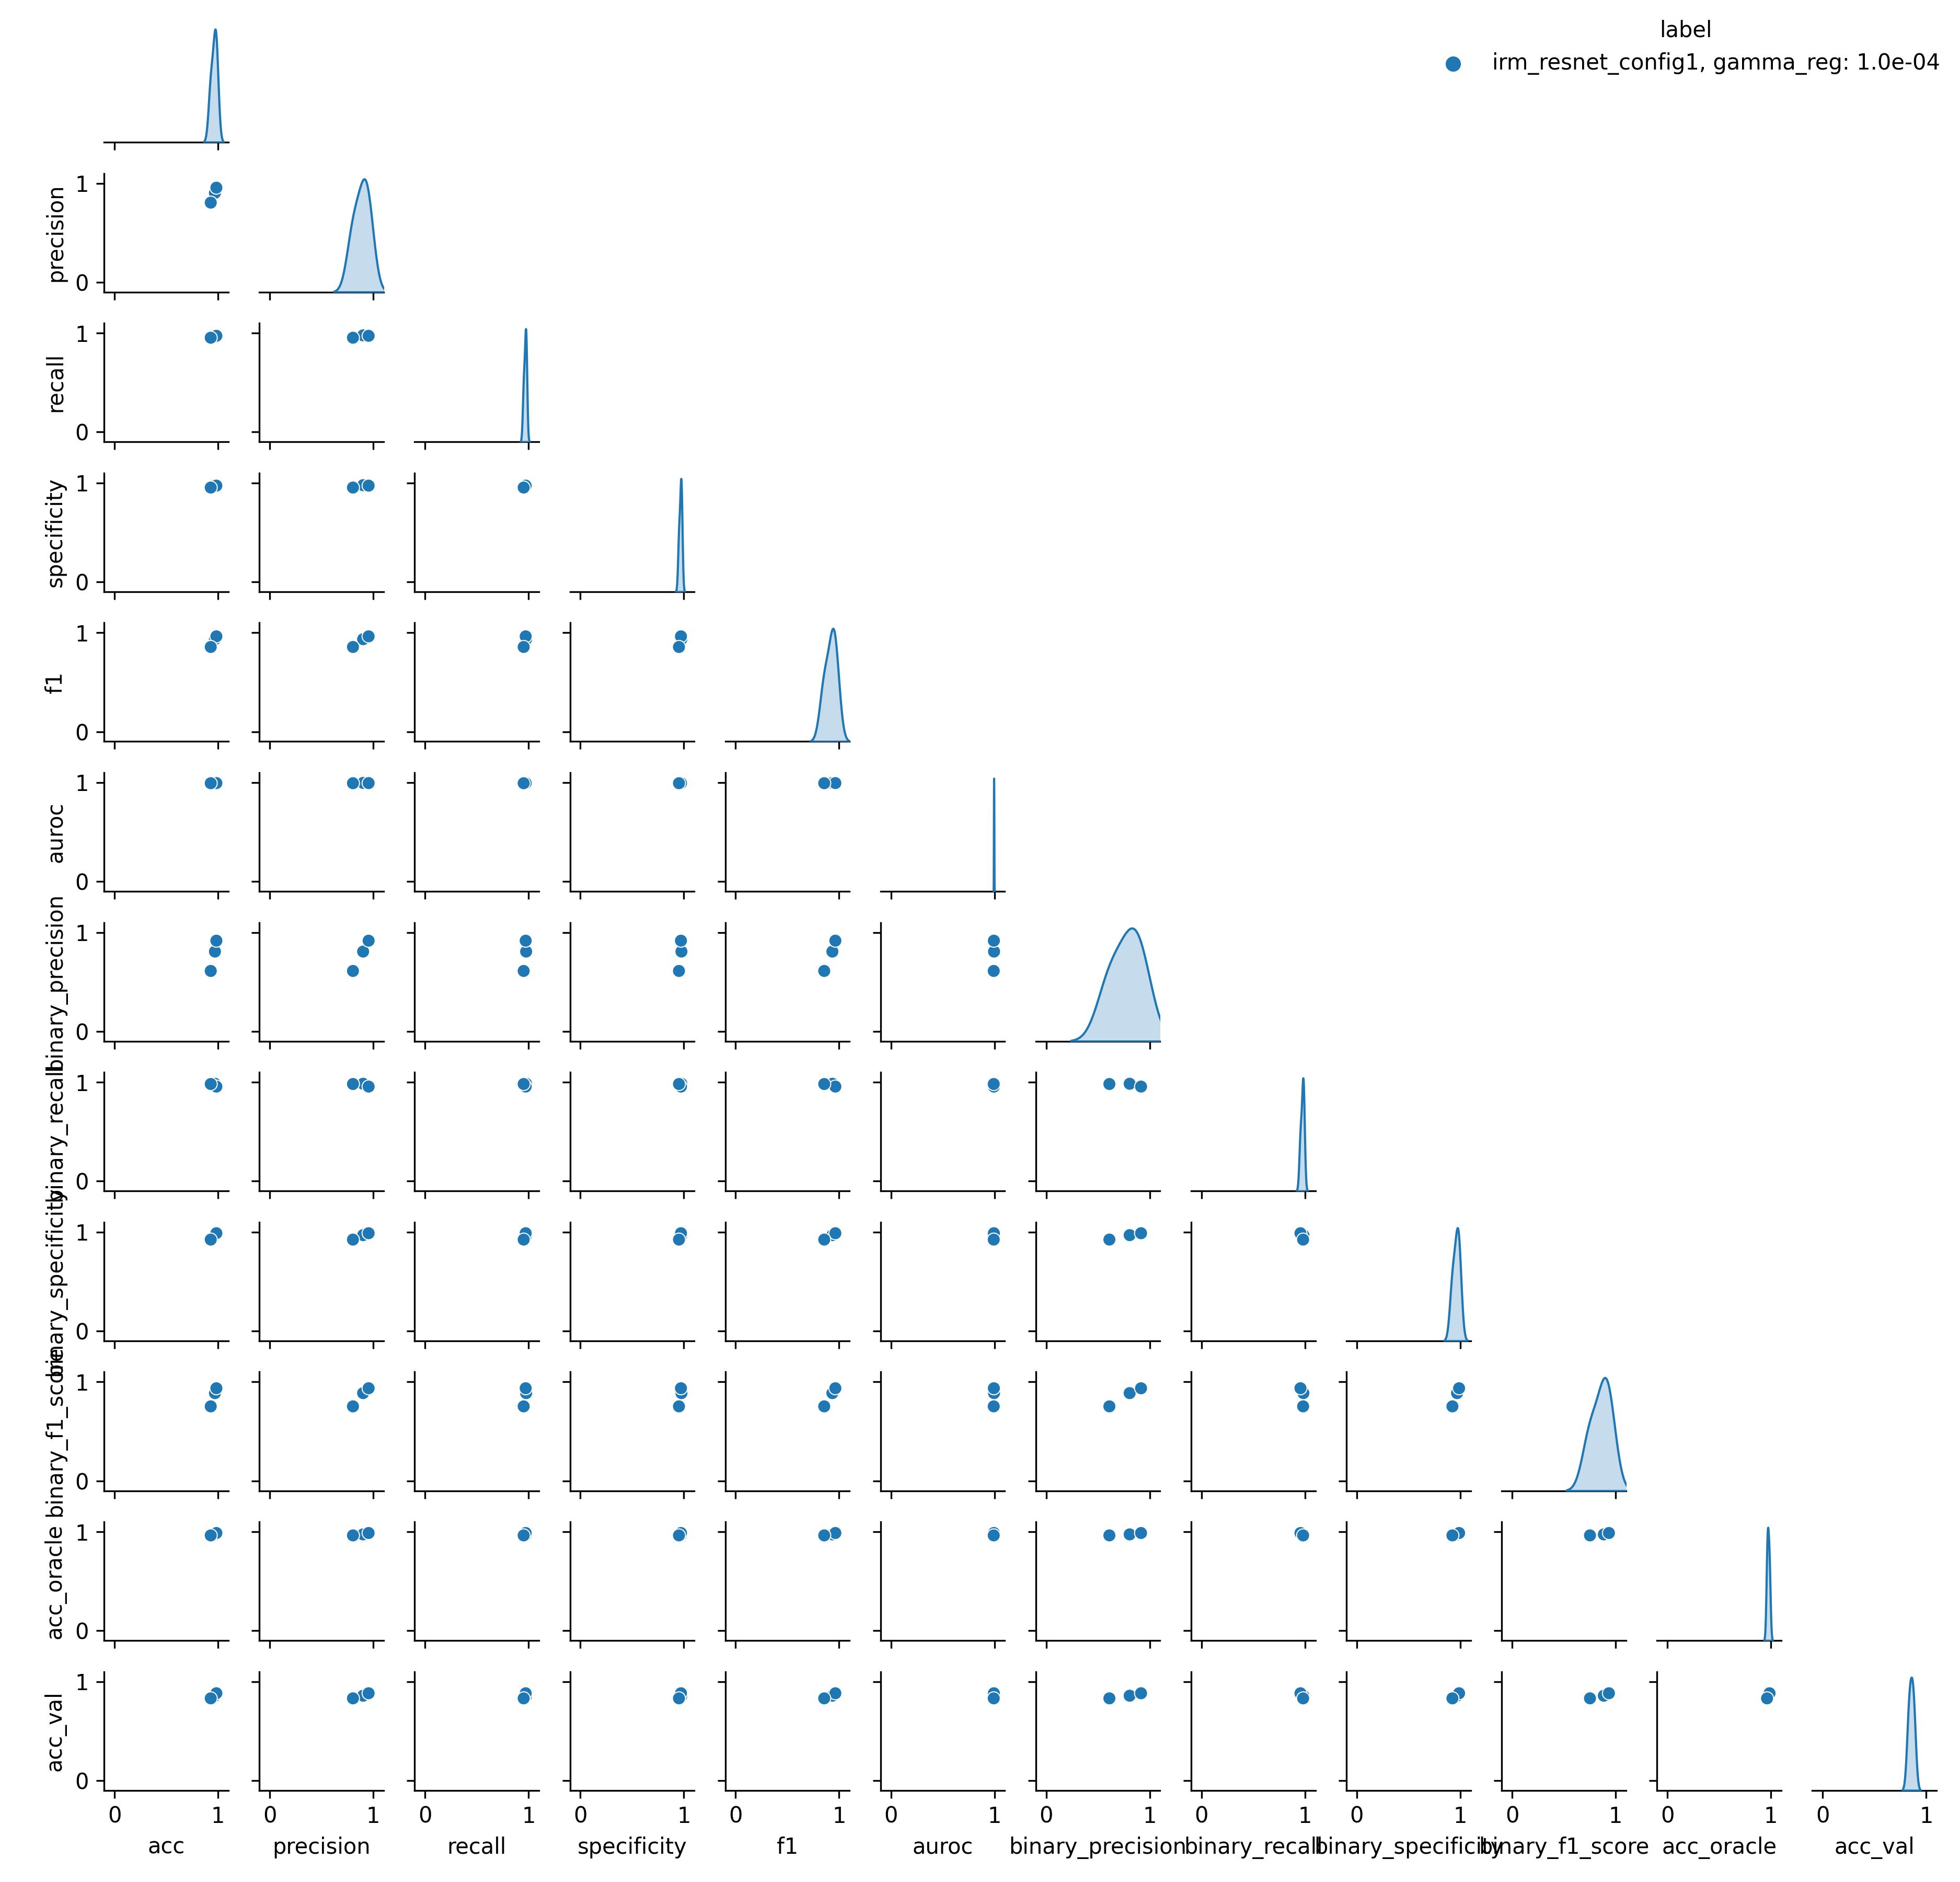 label
irm_resnet_config1, gamma_reg: 1.0e-04
precision
1
0
recall
1
0
specificity
1
0
f1
1
0
auroc
1
0
binary_precision
1
0
binary_recall
1
0
binary_specificity
1
0
binary_f1_score
1
0
acc_oracle
1
0
acc_val
1
0
0 1 0 1 0 1 0 1 0 1 0 1 0 1 0 1 0 1 0 1 0 1 0 1
acc precision recall specificity f1 auroc binary_precision binary_recall binary_specificity binary_f1_score acc_oracle acc_val